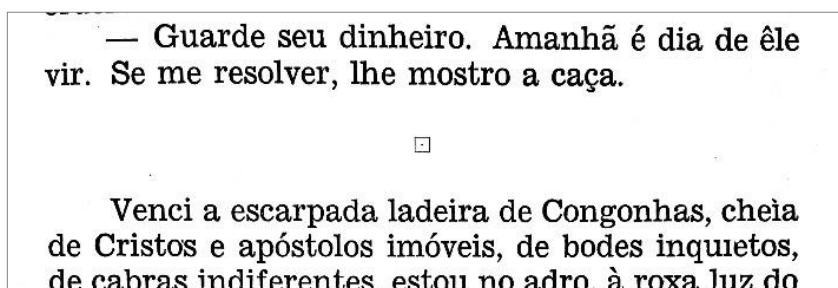 — Guarde seu dinheiro. Amanhã é dia de êle
vir. Se me resolver, lhe mostro a caça.
Venci a escarpada ladeira de Congonhas, cheia
de Cristos e apóstolos imóveis, de bodes inquietos,
de cabras indiferentes, estou no adro, à roxa luz do